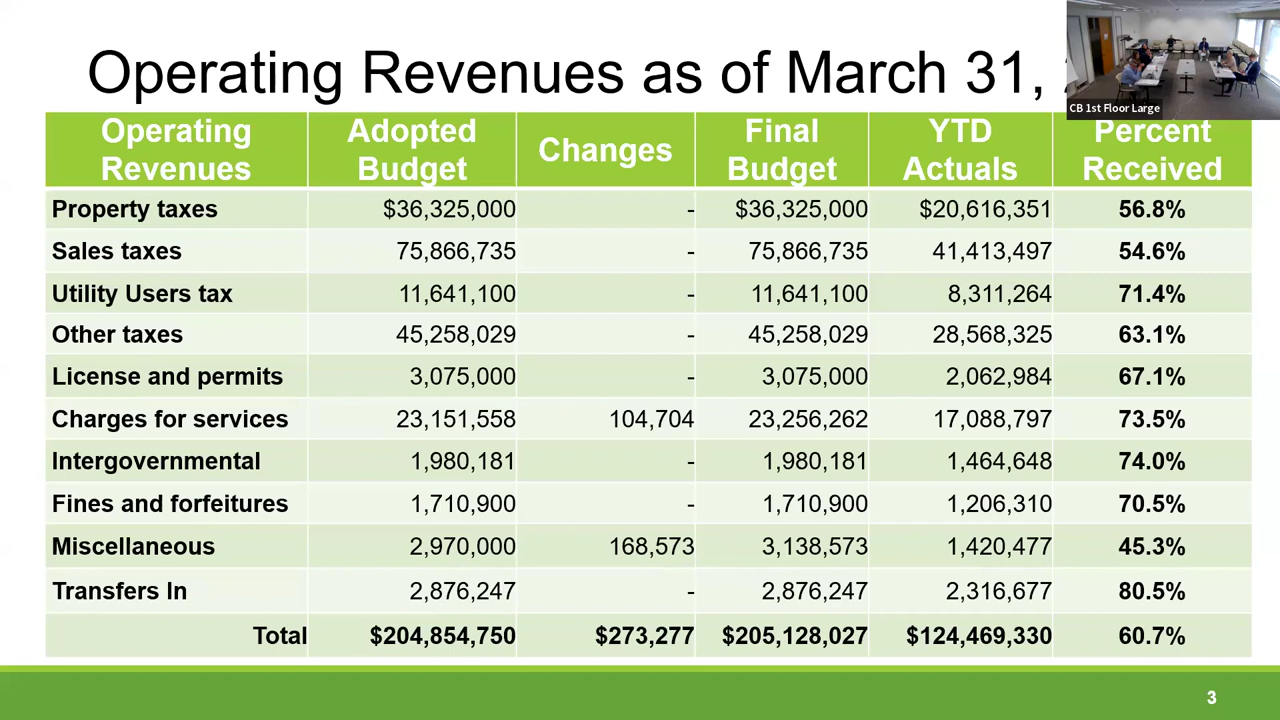 Operating Revenues as of March 31,
CB 1st Floor Large
Operating Revenues Adopted Budget Changes Final Budget YTD Actuals Percent Received
Property taxes $36,325,000 - $36,325,000 $20,616,351 56.8%
Sales taxes 75,866,735 - 75,866,735 41,413,497 54.6%
Utility Users tax 11,641,100 - 11,641,100 8,311,264 71.4%
Other taxes 45,258,029 - 45,258,029 28,568,325 63.1%
License and permits 3,075,000 - 3,075,000 2,062,984 67.1%
Charges for services 23,151,558 104,704 23,256,262 17,088,797 73.5%
Intergovernmental 1,980,181 - 1,980,181 1,464,648 74.0%
Fines and forfeitures 1,710,900 - 1,710,900 1,206,310 70.5%
Miscellaneous 2,970,000 168,573 3,138,573 1,420,477 45.3%
Transfers In 2,876,247 - 2,876,247 2,316,677 80.5%
Total $204,854,750 $273,277 $205,128,027 $124,469,330 60.7%
3